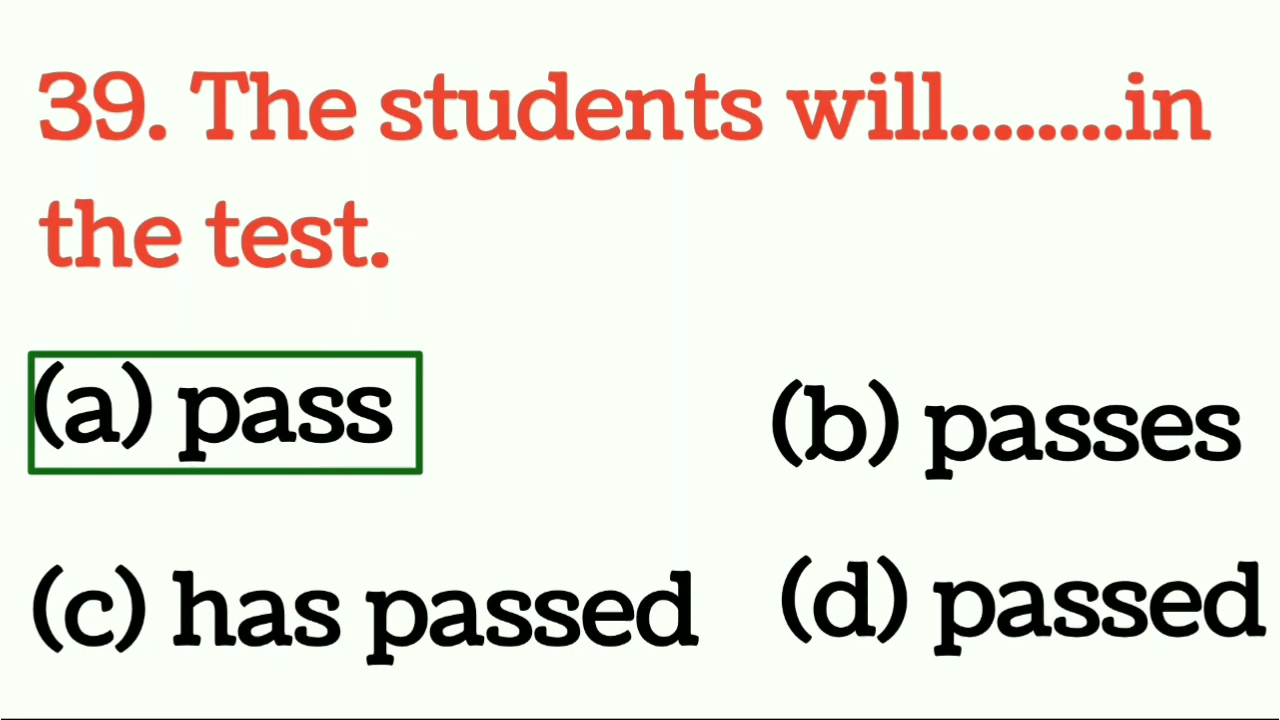 39. The students will........in
the test.
(a) pass
(b) passes
(c) has passed
(d) passed